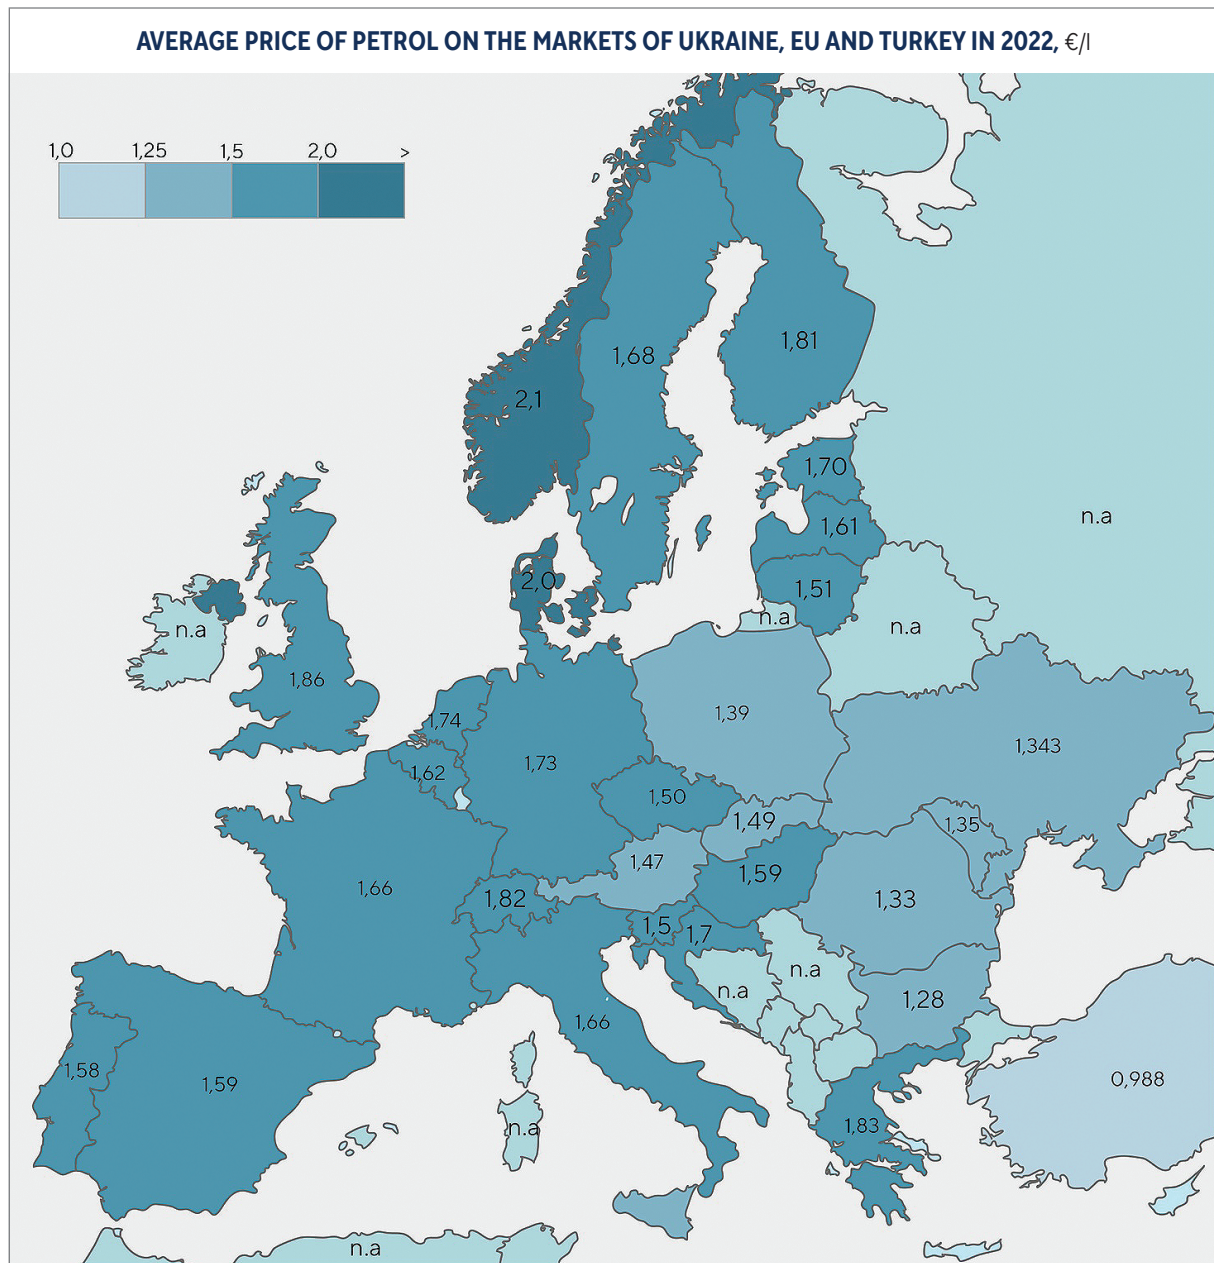 AVERAGE PRICE OF PETROL ON THE MARKETS OF UKRAINE, EU AND TURKEY IN 2022, €/l
1,0 1,25 1,5 2,0 >
1,68
1,81
2,1
1,70
n.a
1,61
2,0
1,51
n.a
n.a
n.a
1,86
1,74
1,39
1,343
1,73
1,62
1,50
1,49
1,35
1,47
1,59
1,66
1,82
1,33
1,5
1,7
n.a
n.a
1,28
1,66
1,58
1,59
0,988
n.a
1,83
n.a